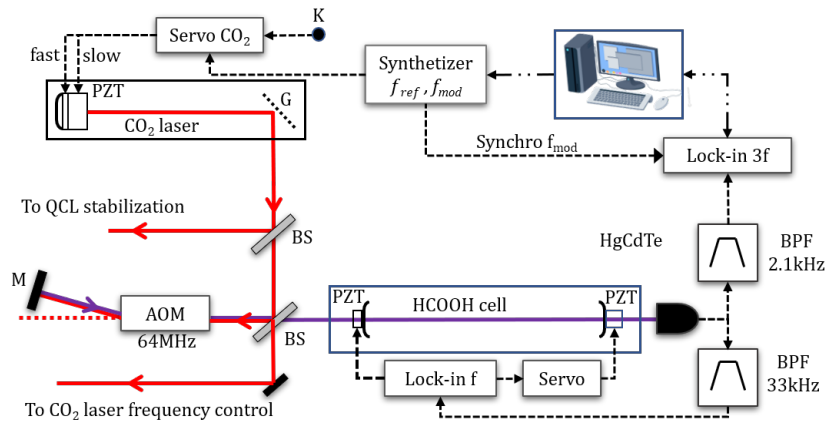 K
Servo CO₂
fast
slow
Synthetizer
f_ref , f_mod
PZT
G
CO₂ laser
Synchro f_mod
Lock-in 3f
To QCL stabilization
BS
HgCdTe
BPF
2.1kHz
M
AOM
64MHz
BS
PZT
HCOOH cell
PZT
Lock-in f
Servo
BPF
33kHz
To CO₂ laser frequency control